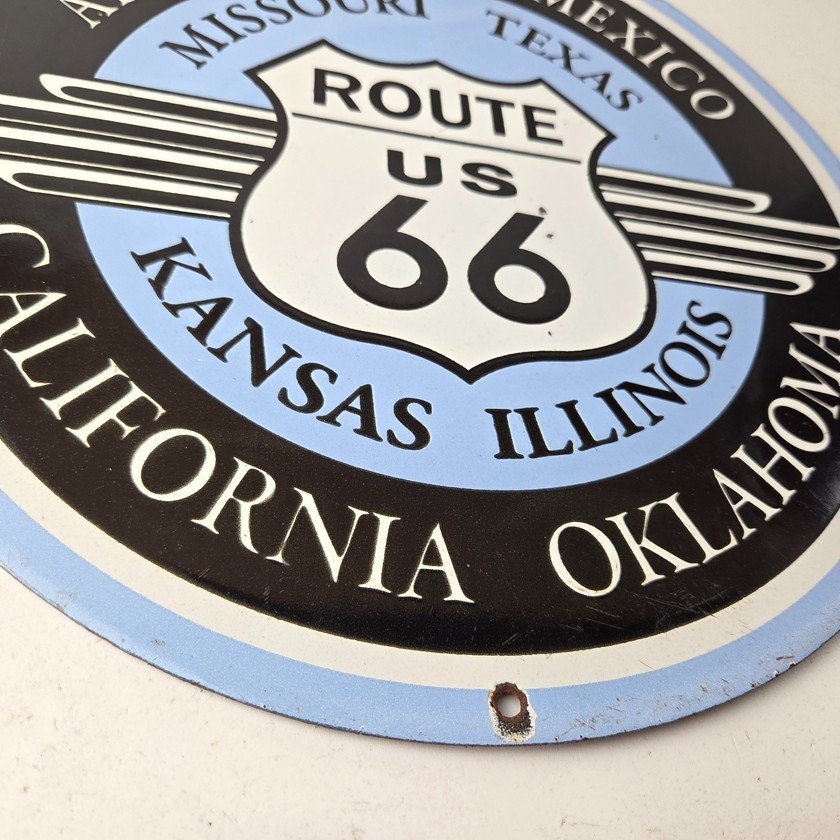 MISSOURI
TEXAS
MEXICO
ROUTE
US
66
KANSAS
ILLINOIS
CALIFORNIA
OKLAHOMA